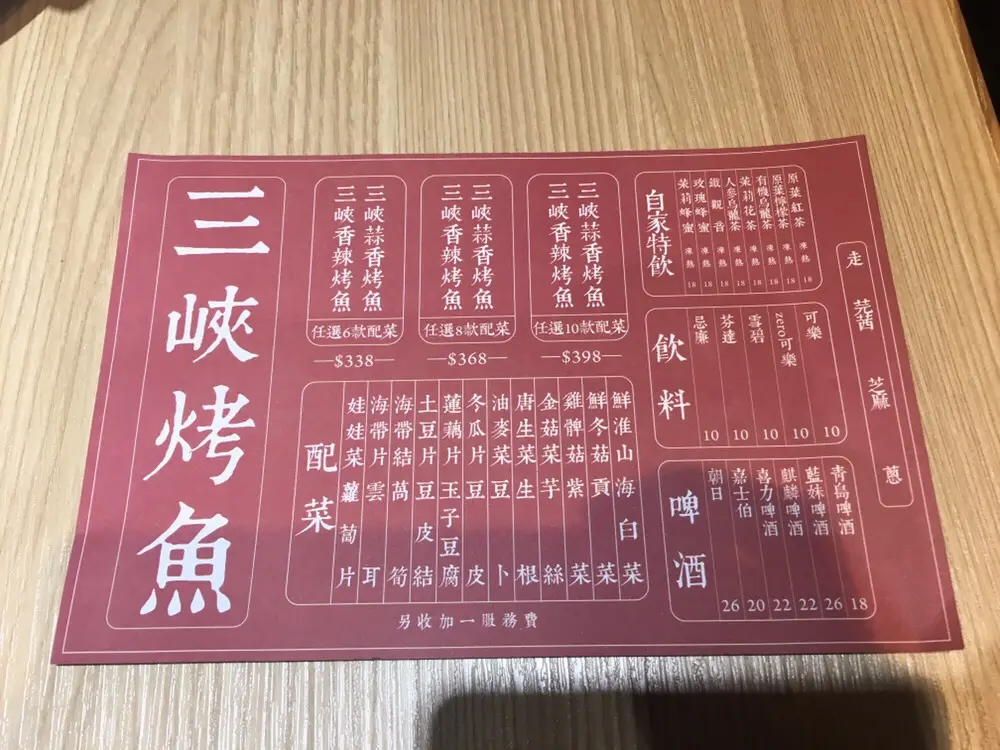 三峽烤魚
三峽蒜香烤魚
三峽香辣烤魚
任選6款配菜
$338
三峽蒜香烤魚
三峽香辣烤魚
任選8款配菜
$368
三峽蒜香烤魚
三峽香辣烤魚
任選10款配菜
$398
配菜
鮮淮山 海白菜
鮮冬菇 貢菜
雞髀菇 紫菜
金菇菜 芋絲
唐生菜 生根
油麥菜 豆卜
冬瓜片 豆皮
蓮藕片 玉子豆腐
土豆片 豆皮結
海帶結 萵筍
海帶片 雲耳
娃娃菜 蘿蔔片
自家特飲
原葉紅茶 凍 熱 18
原葉檸檬茶 凍 熱 18
有機烏龍茶 凍 熱 18
茉莉花茶 凍 熱 18
人參烏龍茶 凍 熱 18
鐵觀音 凍 熱 18
玫瑰蜂蜜 凍 熱 18
茉莉蜂蜜 凍 熱 18
飲料
可樂 10
zero可樂 10
雪碧 10
芬達 10
忌廉 10
啤酒
青島啤酒 18
藍妹啤酒 26
麒麟啤酒 22
喜力啤酒 22
嘉士伯 20
朝日 26
走 芫茜 芝麻 蔥
另收加一服務費